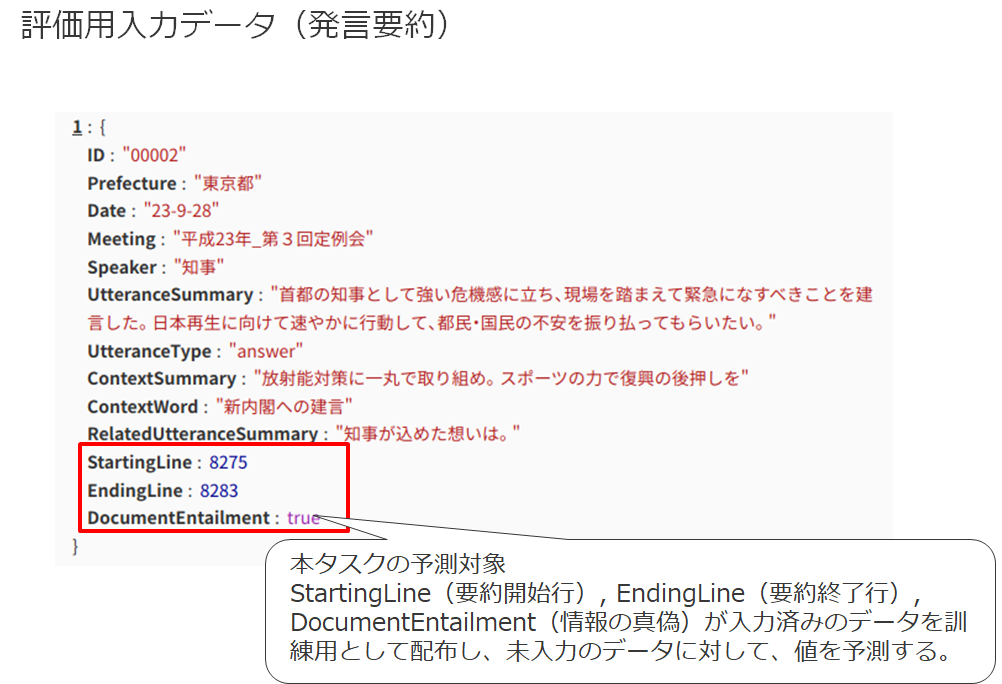 評価用入力データ（発言要約）
1 : {
ID : "00002"
Prefecture : "東京都"
Date : "23-9-28"
Meeting : "平成23年_第３回定例会"
Speaker : "知事"
UtteranceSummary : "首都の知事として強い危機感に立ち、現場を踏まえて緊急になすべきことを建
言した。日本再生に向けて速やかに行動して、都民・国民の不安を振り払ってもらいたい。"
UtteranceType : "answer"
ContextSummary : "放射能対策に一丸で取り組め。スポーツの力で復興の後押しを"
ContextWord : "新内閣への建言"
RelatedUtteranceSummary : "知事が込めた想いは。"
StartingLine : 8275
EndingLine : 8283
DocumentEntailment : true
}
本タスクの予測対象
StartingLine（要約開始行）, EndingLine（要約終了行）,
DocumentEntailment（情報の真偽）が入力済みのデータを訓
練用として配布し、未入力のデータに対して、値を予測する。